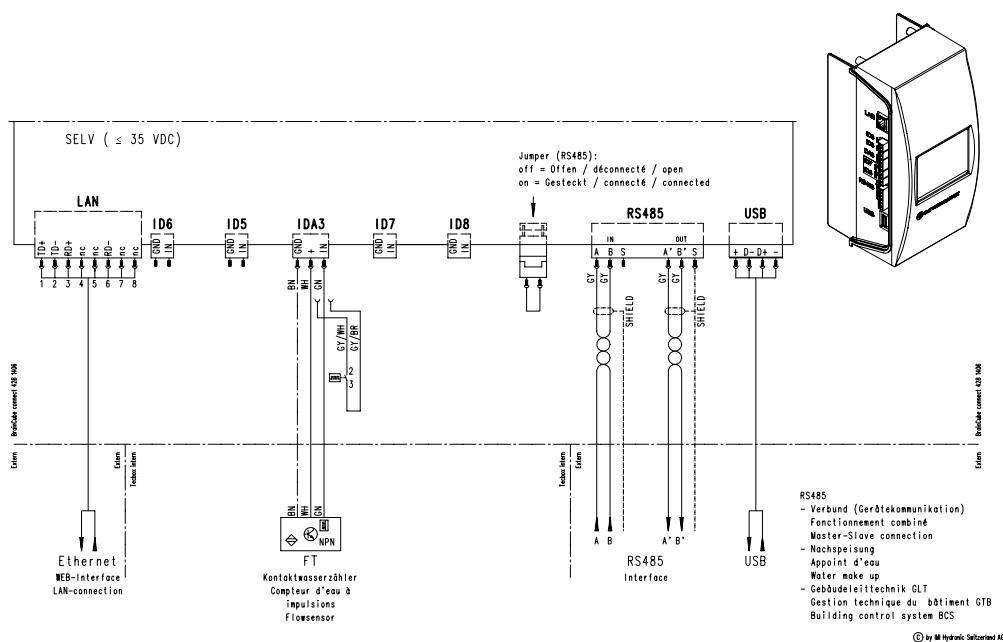 SELV ( ≤ 35 VDC)
Jumper (RS485):
off = Offen / déconnecté / open
on = Gesteckt / connecté / connected
LAN
ID6
ID5
IDA3
ID7
ID8
RS485
USB
TD+
TD-
RD+
nc
nc
RD-
nc
nc
GND
IN
GND
IN
GND
+
IN
GND
IN
GND
IN
IN
OUT
A B S
A' B' S
+ D- D+ -
1 2 3 4 5 6 7 8
BN
WH
GN
GY/WH
GY/BR
2
3
GY
GY
SHIELD
GY
GY
SHIELD
BrainCube connect 428 1406
Extern
Extern
Tecbox intern
Tecbox intern
Extern
BrainCube connect 428 1406
Extern
BN
WH
GN
NPN
A B
A' B'
Ethernet
WEB-Interface
LAN-connection
FT
Kontaktwasserzähler
Compteur d'eau à
impulsions
Flowsensor
RS485
Interface
USB
RS485
- Verbund (Gerätekommunikation)
Fonctionnement combiné
Master-Slave connection
- Nachspeisung
Appoint d'eau
Water make up
- Gebäudeleittechnik GLT
Gestion technique du bâtiment GTB
Building control system BCS
© by IMI Hydronic Switzerland AG
LAN
RS485
USB